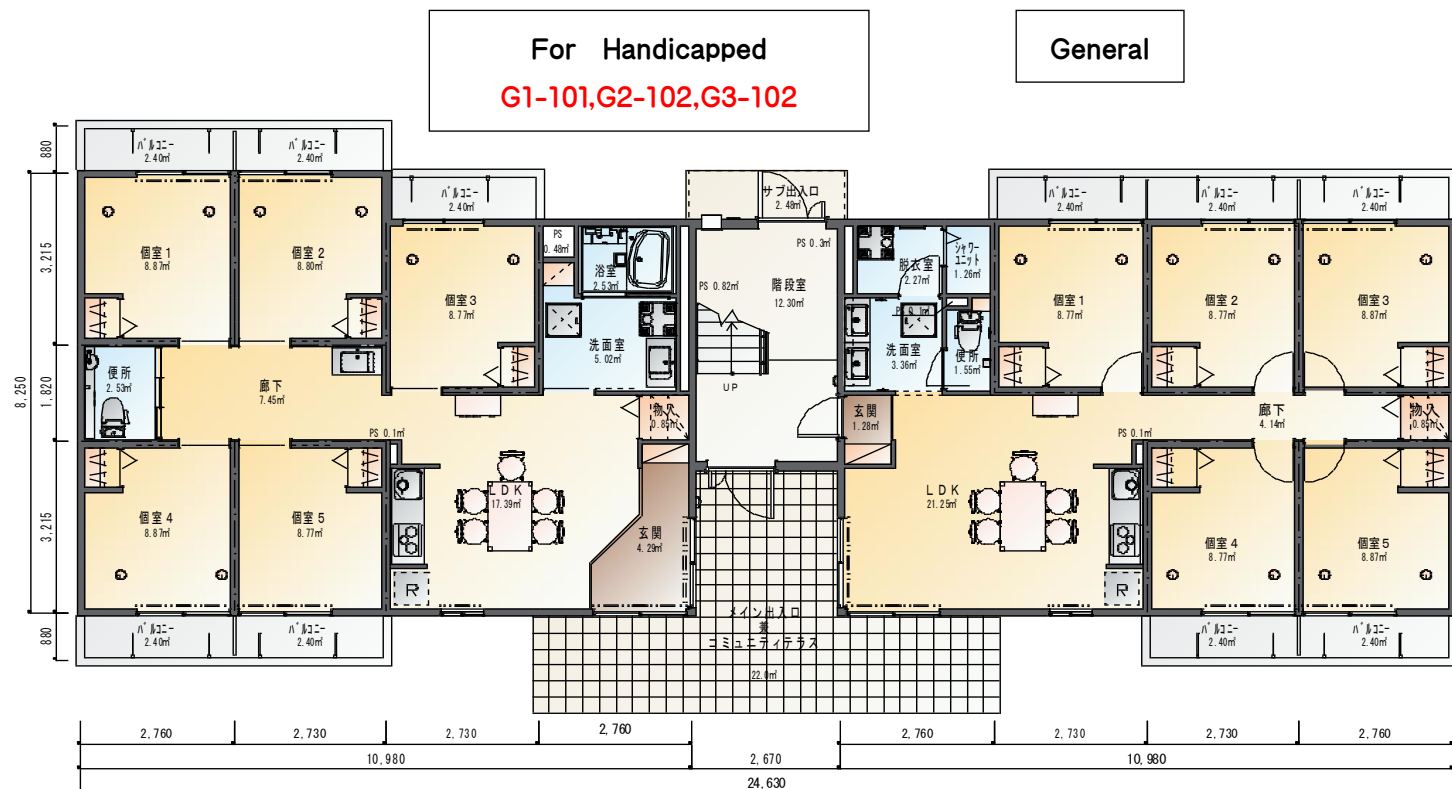 For Handicapped
G1-101,G2-102,G3-102
General
880
8,250
3,215
1,820
3,215
880
バルコニー
2.40㎡
バルコニー
2.40㎡
バルコニー
2.40㎡
サブ出入口
2.48㎡
バルコニー
2.40㎡
バルコニー
2.40㎡
バルコニー
2.40㎡
個室1
8.87㎡
個室2
8.80㎡
個室3
8.77㎡
PS
0.48㎡
浴室
2.53㎡
洗面室
5.02㎡
PS 0.3㎡
PS 0.82㎡
階段室
12.30㎡
UP
脱衣室
2.27㎡
シャワー
ユニット
1.26㎡
PS 0.1㎡
洗面室
3.36㎡
便所
1.55㎡
個室1
8.77㎡
個室2
8.77㎡
個室3
8.87㎡
便所
2.53㎡
廊下
7.45㎡
PS 0.1㎡
物入
0.85㎡
玄関
1.28㎡
PS 0.1㎡
廊下
4.14㎡
物入
0.85㎡
個室4
8.87㎡
個室5
8.77㎡
LDK
17.39㎡
玄関
4.29㎡
R
LDK
21.25㎡
R
個室4
8.77㎡
個室5
8.87㎡
メイン出入口
兼
コミュニティテラス
22.0㎡
バルコニー
2.40㎡
バルコニー
2.40㎡
バルコニー
2.40㎡
バルコニー
2.40㎡
2,760
2,730
2,730
2,760
2,760
2,730
2,730
2,760
10,980
2,670
10,980
24,630